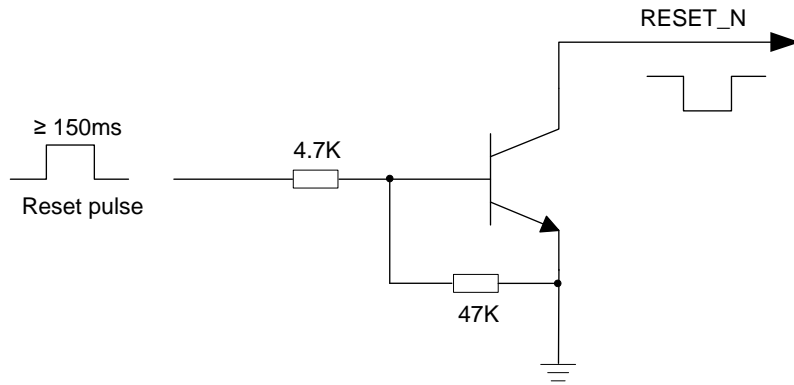 RESET_N
≥ 150ms
4.7K
Reset pulse
47K